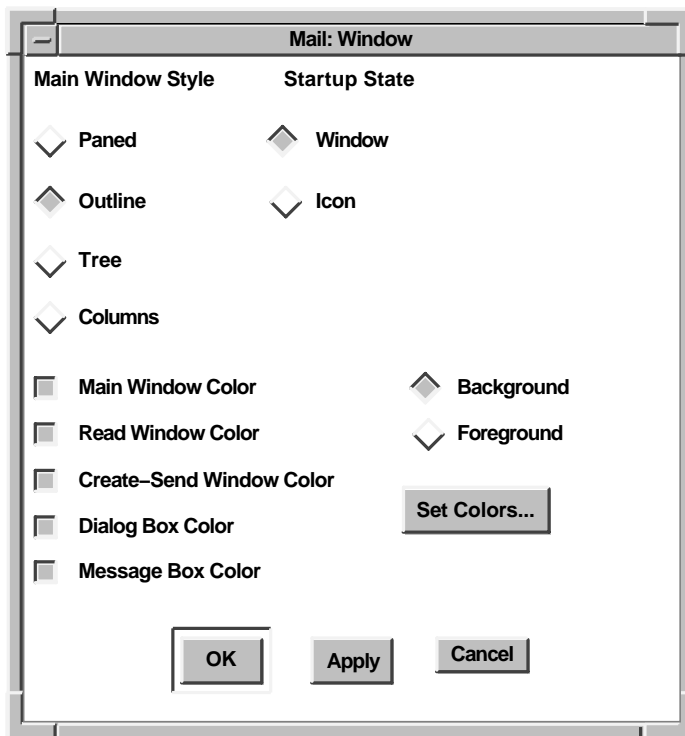 Mail: Window
Main Window Style Startup State
Paned Window
Outline Icon
Tree
Columns
Main Window Color Background
Read Window Color Foreground
Create–Send Window Color
Set Colors...
Dialog Box Color
Message Box Color
OK Apply Cancel